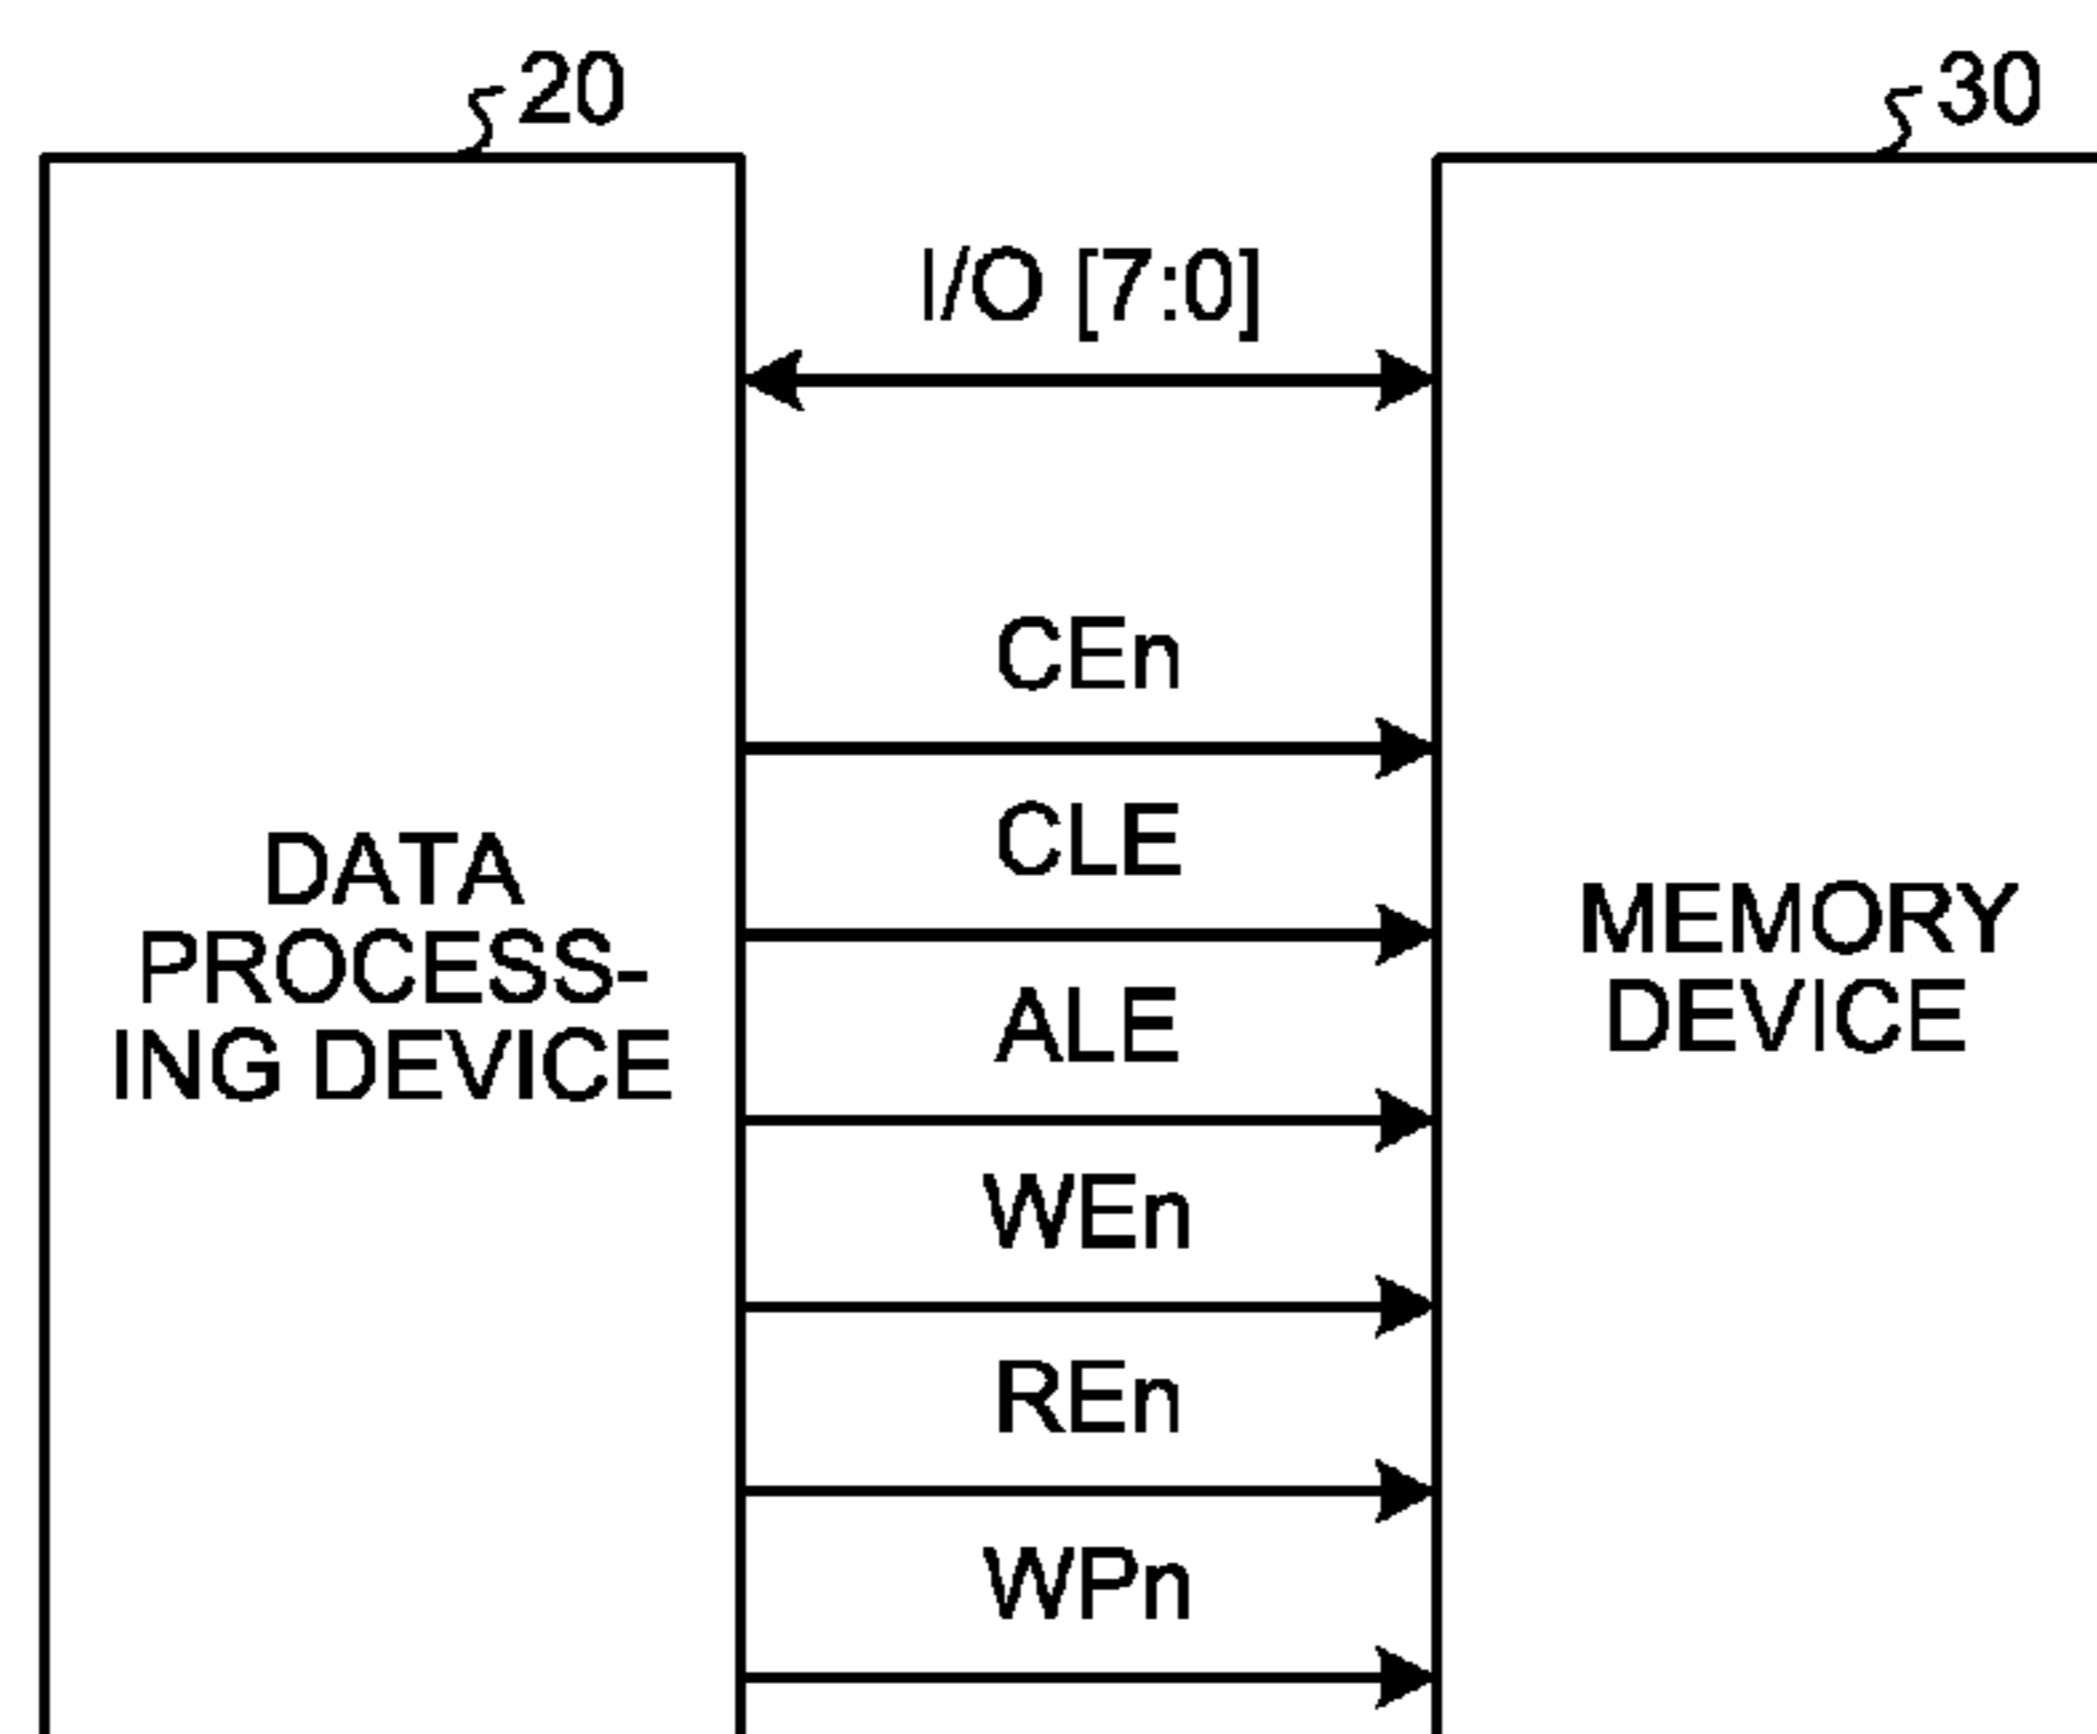 20
30
I/O [7:0]
CEn
CLE
ALE
WEn
REn
WPn
DATA
PROCESS-
ING DEVICE
MEMORY
DEVICE